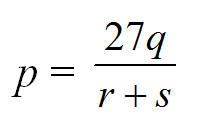 p = 27q / r + s